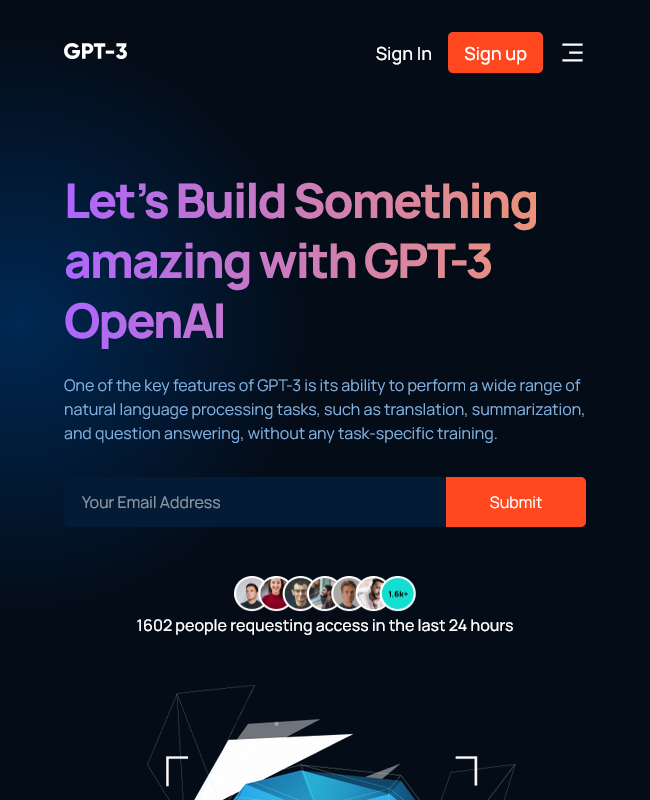 GPT-3
Sign In
Sign up
Let's Build Something
amazing with GPT-3
OpenAI
One of the key features of GPT-3 is its ability to perform a wide range of
natural language processing tasks, such as translation, summarization,
and question answering, without any task-specific training.
Your Email Address
Submit
1.6k+
1602 people requesting access in the last 24 hours